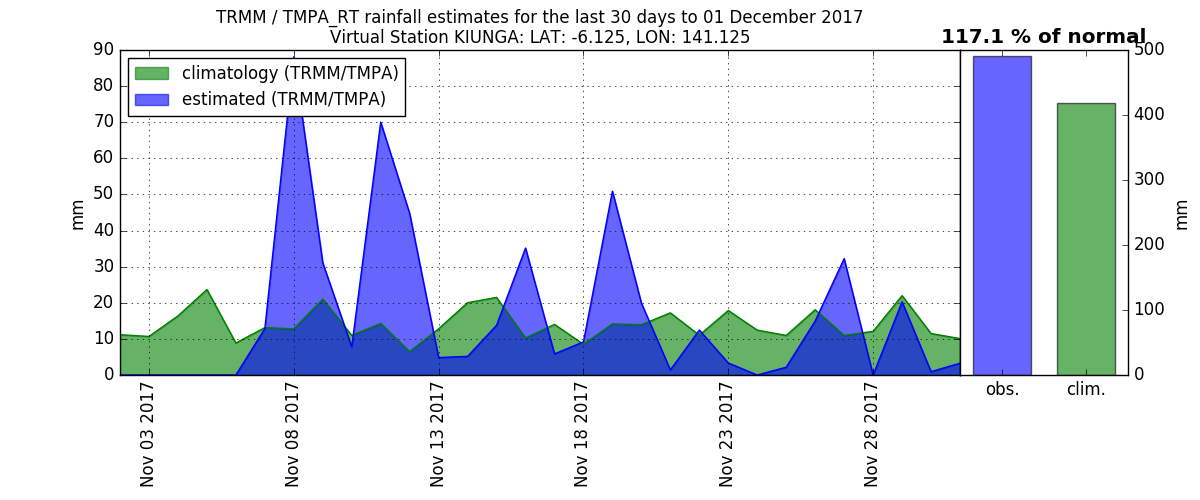 TRMM / TMPA_RT rainfall estimates for the last 30 days to 01 December 2017
Virtual Station KIUNGA: LAT: -6.125, LON: 141.125
117.1 % of normal
climatology (TRMM/TMPA)
estimated (TRMM/TMPA)
90
80
70
60
50
40
30
20
10
0
mm
Nov 03 2017
Nov 08 2017
Nov 13 2017
Nov 18 2017
Nov 23 2017
Nov 28 2017
500
400
300
200
100
0
mm
obs.
clim.